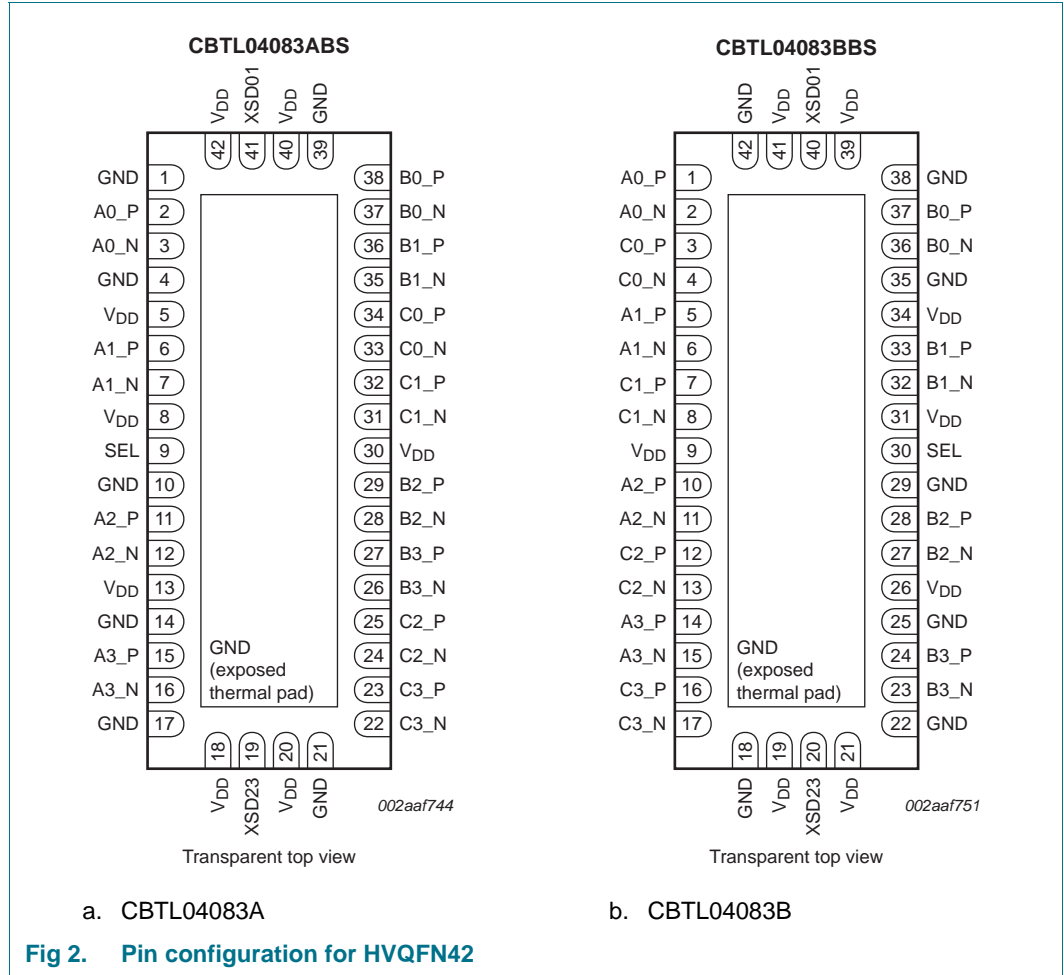 CBTL04083ABS
VDD XSD01 VDD GND
42 41 40 39
GND 1 38 B0_P
A0_P 2 37 B0_N
A0_N 3 36 B1_P
GND 4 35 B1_N
VDD 5 34 C0_P
A1_P 6 33 C0_N
A1_N 7 32 C1_P
VDD 8 31 C1_N
SEL 9 30 VDD
GND 10 29 B2_P
A2_P 11 28 B2_N
A2_N 12 27 B3_P
VDD 13 26 B3_N
GND 14 25 C2_P
A3_P 15 24 C2_N
A3_N 16 23 C3_P
GND 17 22 C3_N
GND
(exposed
thermal pad)
18 19 20 21
VDD XSD23 VDD GND
002aaf744
Transparent top view
a. CBTL04083A
CBTL04083BBS
GND VDD XSD01 VDD
42 41 40 39
A0_P 1 38 GND
A0_N 2 37 B0_P
C0_P 3 36 B0_N
C0_N 4 35 GND
A1_P 5 34 VDD
A1_N 6 33 B1_P
C1_P 7 32 B1_N
C1_N 8 31 VDD
VDD 9 30 SEL
A2_P 10 29 GND
A2_N 11 28 B2_P
C2_P 12 27 B2_N
C2_N 13 26 VDD
A3_P 14 25 GND
A3_N 15 24 B3_P
C3_P 16 23 B3_N
C3_N 17 22 GND
GND
(exposed
thermal pad)
18 19 20 21
GND VDD XSD23 VDD
002aaf751
Transparent top view
b. CBTL04083B
Fig 2. Pin configuration for HVQFN42